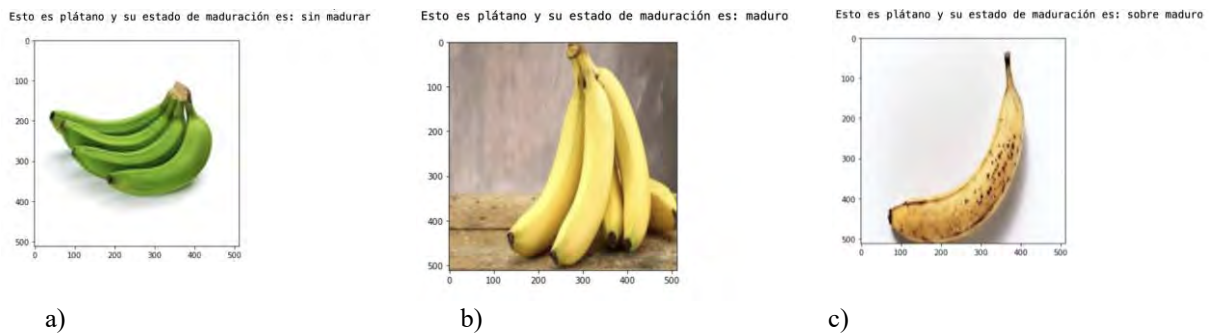 Esto es plátano y su estado de maduración es: sin madurar
0
100
200
300
400
500
0 100 200 300 400 500
a)
Esto es plátano y su estado de maduración es: maduro
0
100
200
300
400
500
0 100 200 300 400 500
b)
Esto es plátano y su estado de maduración es: sobre maduro
0
100
200
300
400
500
0 100 200 300 400 500
c)